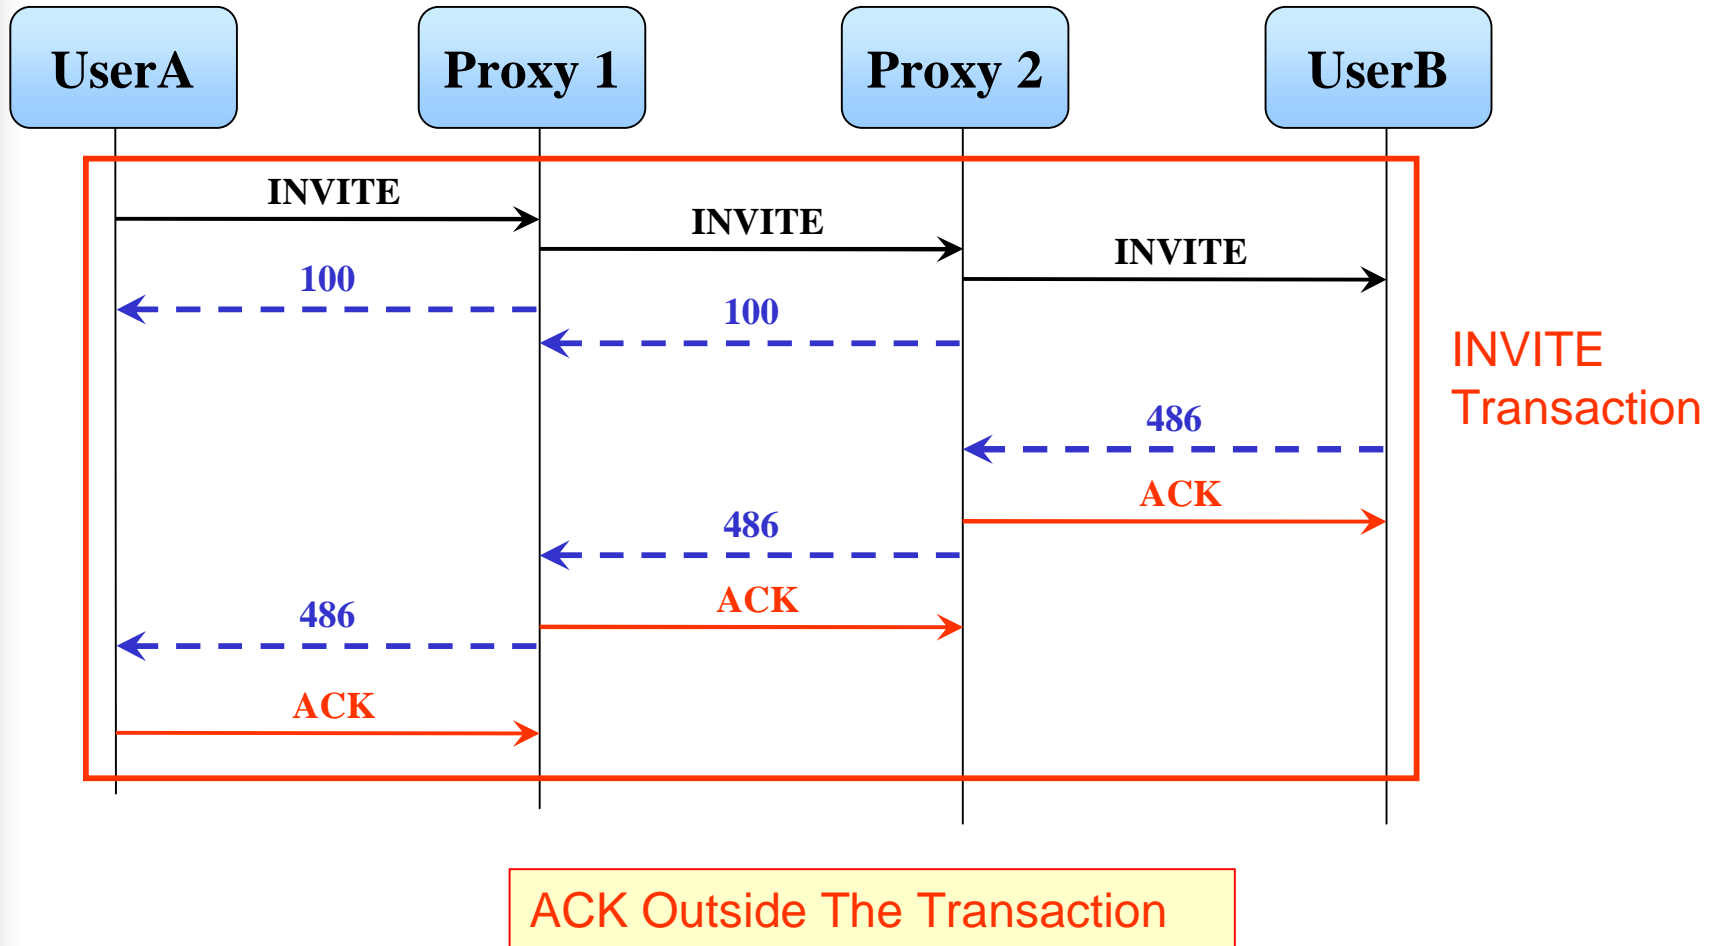 UserA
Proxy 1
Proxy 2
UserB
INVITE
INVITE
INVITE
100
100
INVITE
Transaction
486
ACK
486
ACK
486
ACK
ACK Outside The Transaction